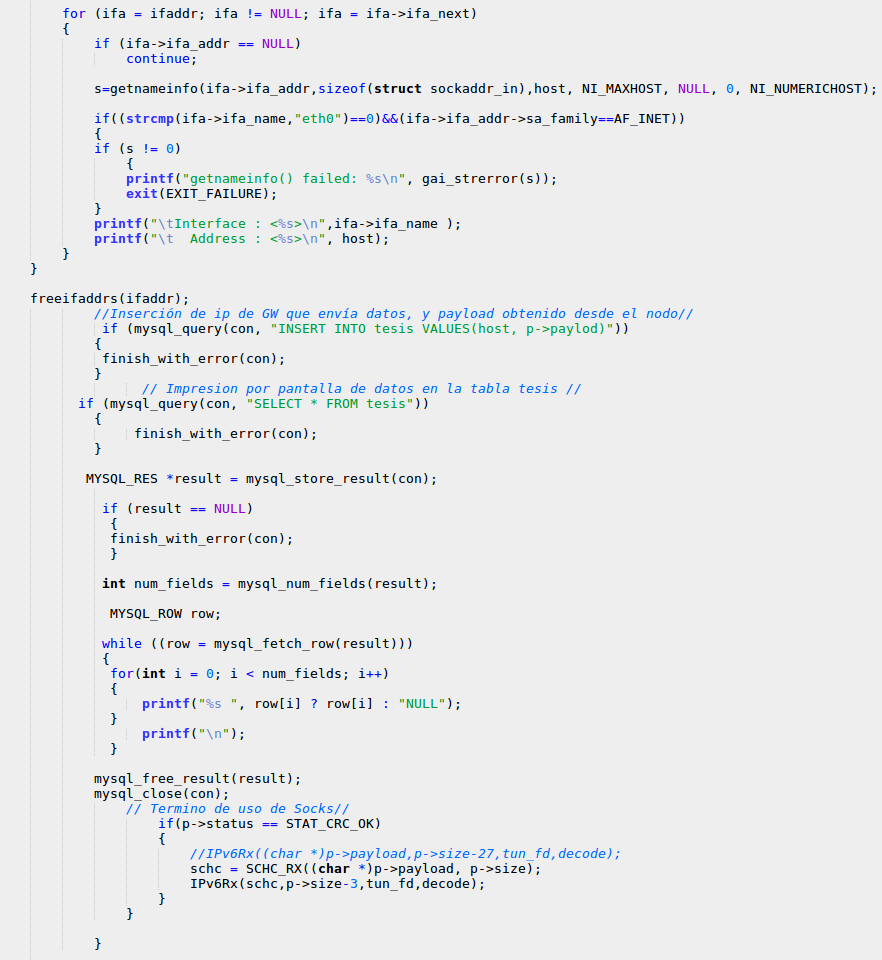 for (ifa = ifaddr; ifa != NULL; ifa = ifa->ifa_next)
{
if (ifa->ifa_addr == NULL)
continue;
s=getnameinfo(ifa->ifa_addr,sizeof(struct sockaddr_in),host, NI_MAXHOST, NULL, 0, NI_NUMERICHOST);
if((strcmp(ifa->ifa_name,"eth0")==0)&&(ifa->ifa_addr->sa_family==AF_INET))
{
if (s != 0)
{
printf("getnameinfo() failed: %s\n", gai_strerror(s));
exit(EXIT_FAILURE);
}
printf("\tInterface : <%s>\n",ifa->ifa_name );
printf("\t  Address : <%s>\n", host);
}
}
freeifaddrs(ifaddr);
//Inserción de ip de GW que envía datos, y payload obtenido desde el nodo//
if (mysql_query(con, "INSERT INTO tesis VALUES(host, p->paylod)"))
{
finish_with_error(con);
}
// Impresion por pantalla de datos en la tabla tesis //
if (mysql_query(con, "SELECT * FROM tesis"))
{
finish_with_error(con);
}
MYSQL_RES *result = mysql_store_result(con);
if (result == NULL)
{
finish_with_error(con);
}
int num_fields = mysql_num_fields(result);
MYSQL_ROW row;
while ((row = mysql_fetch_row(result)))
{
for(int i = 0; i < num_fields; i++)
{
printf("%s ", row[i] ? row[i] : "NULL");
}
printf("\n");
}
mysql_free_result(result);
mysql_close(con);
// Termino de uso de Socks//
if(p->status == STAT_CRC_OK)
{
//IPv6Rx((char *)p->payload,p->size-27,tun_fd,decode);
schc = SCHC_RX((char *)p->payload, p->size);
IPv6Rx(schc,p->size-3,tun_fd,decode);
}
}
}